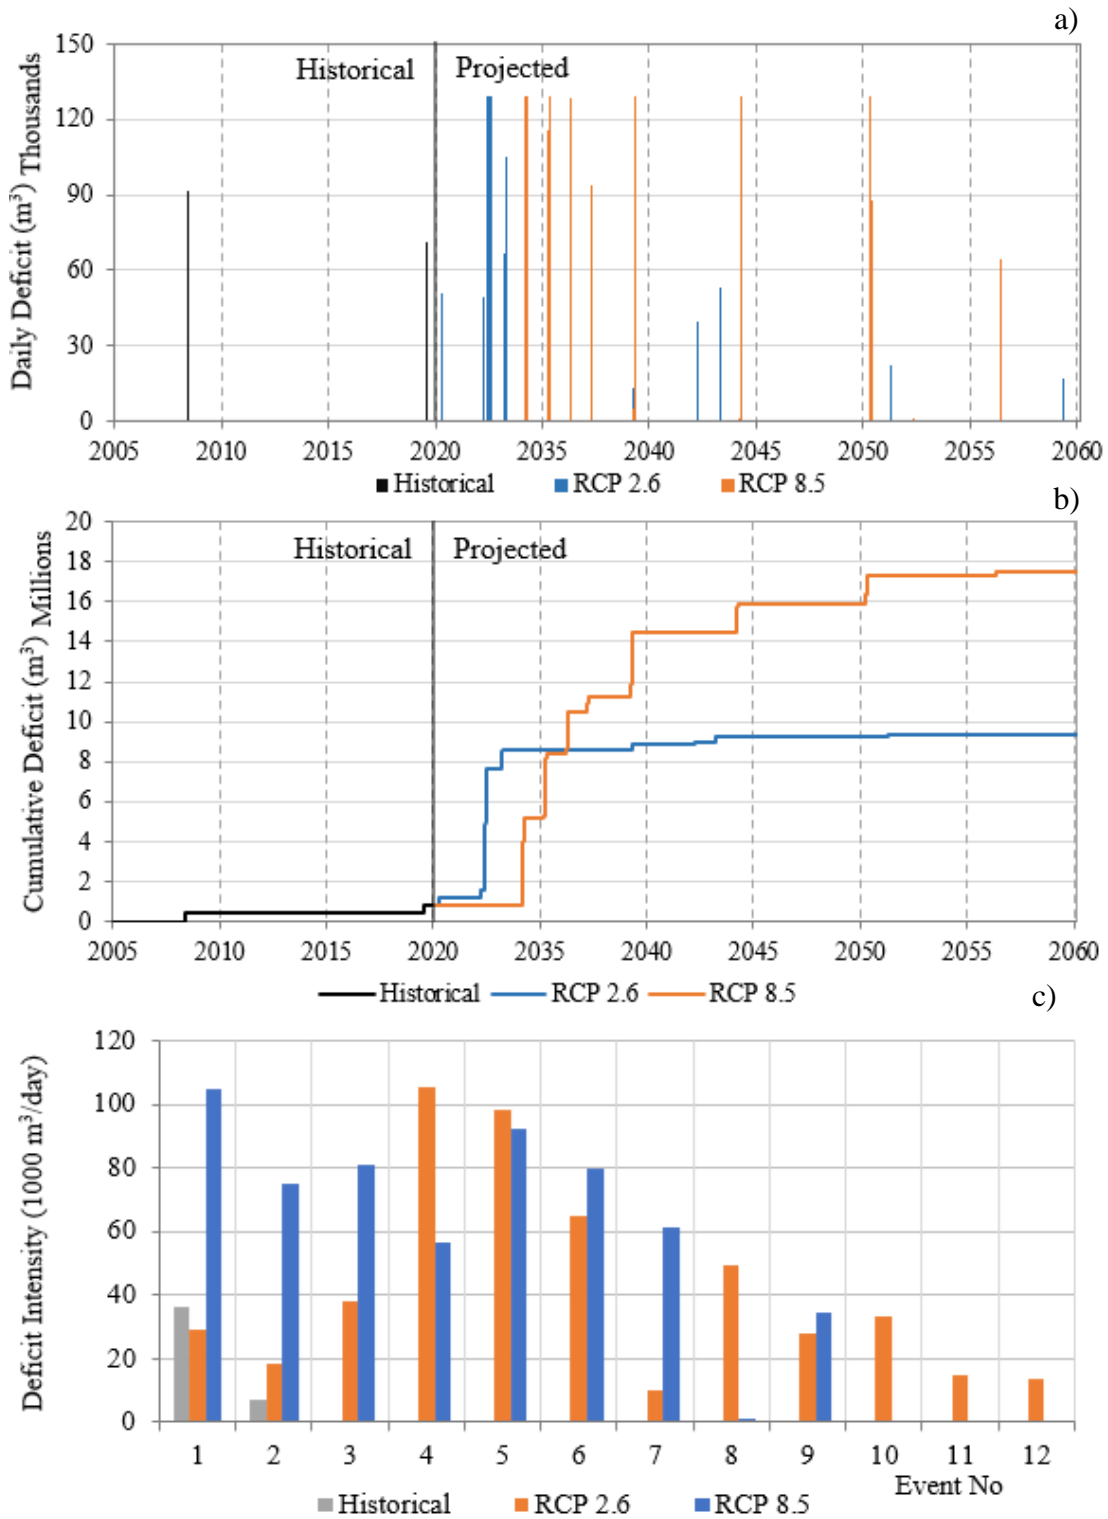 a)
Daily Deficit (m³) Thousands
150
120
90
60
30
0
Historical Projected
2005 2010 2015 2020 2035 2040 2045 2050 2055 2060
Historical RCP 2.6 RCP 8.5
b)
Cumulative Deficit (m³) Millions
20
18
16
14
12
10
8
6
4
2
0
Historical Projected
2005 2010 2015 2020 2035 2040 2045 2050 2055 2060
Historical RCP 2.6 RCP 8.5
c)
Deficit Intensity (1000 m³/day)
120
100
80
60
40
20
0
1 2 3 4 5 6 7 8 9 10 11 12
Event No
Historical RCP 2.6 RCP 8.5